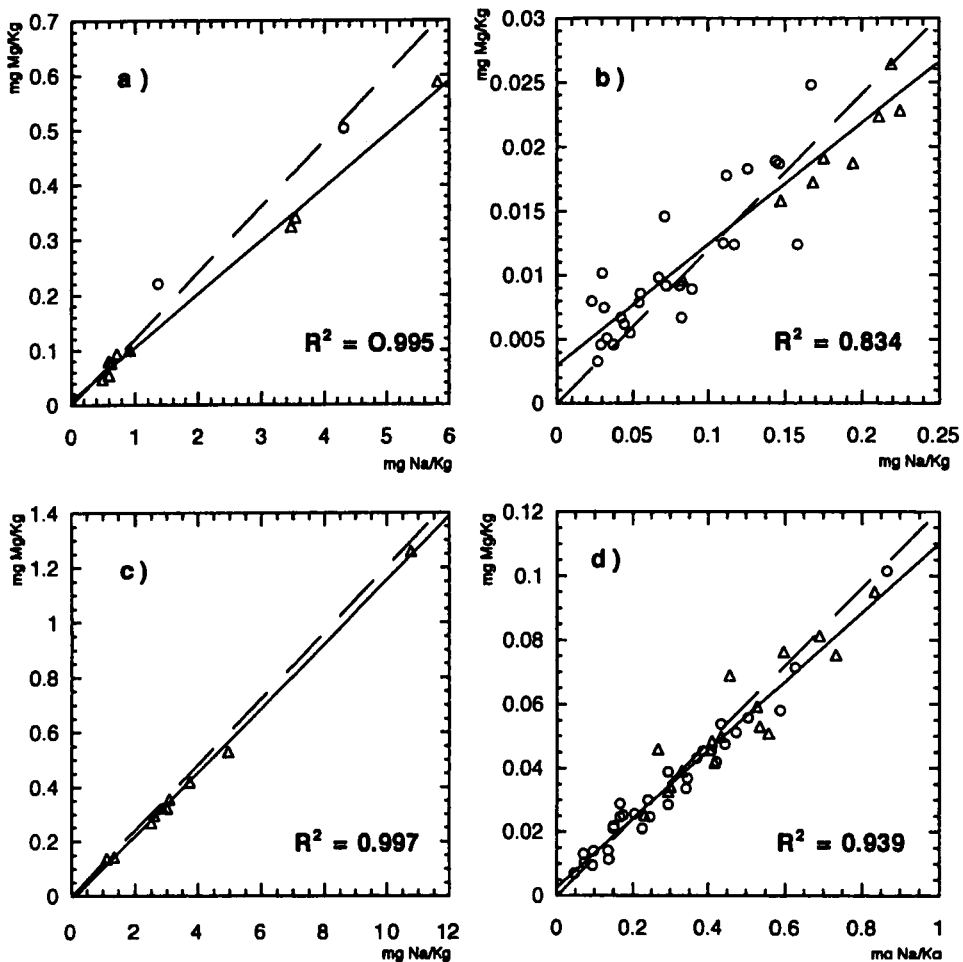 mg Mg/Kg
0.7
0.6
0.5
0.4
0.3
0.2
0.1
0
a )
R² = O.995
0 1 2 3 4 5 6
mg Na/Kg
mg Mg/Kg
0.03
0.025
0.02
0.015
0.01
0.005
0
b )
R² = 0.834
0 0.05 0.1 0.15 0.2 0.25
mg Na/Kg
mg Mg/Kg
1.4
1.2
1
0.8
0.6
0.4
0.2
0
c )
R² = 0.997
0 2 4 6 8 10 12
mg Na/Kg
mg Mg/Kg
0.12
0.1
0.08
0.06
0.04
0.02
0
d )
R² = 0.939
0 0.2 0.4 0.6 0.8 1
mg Na/Kg